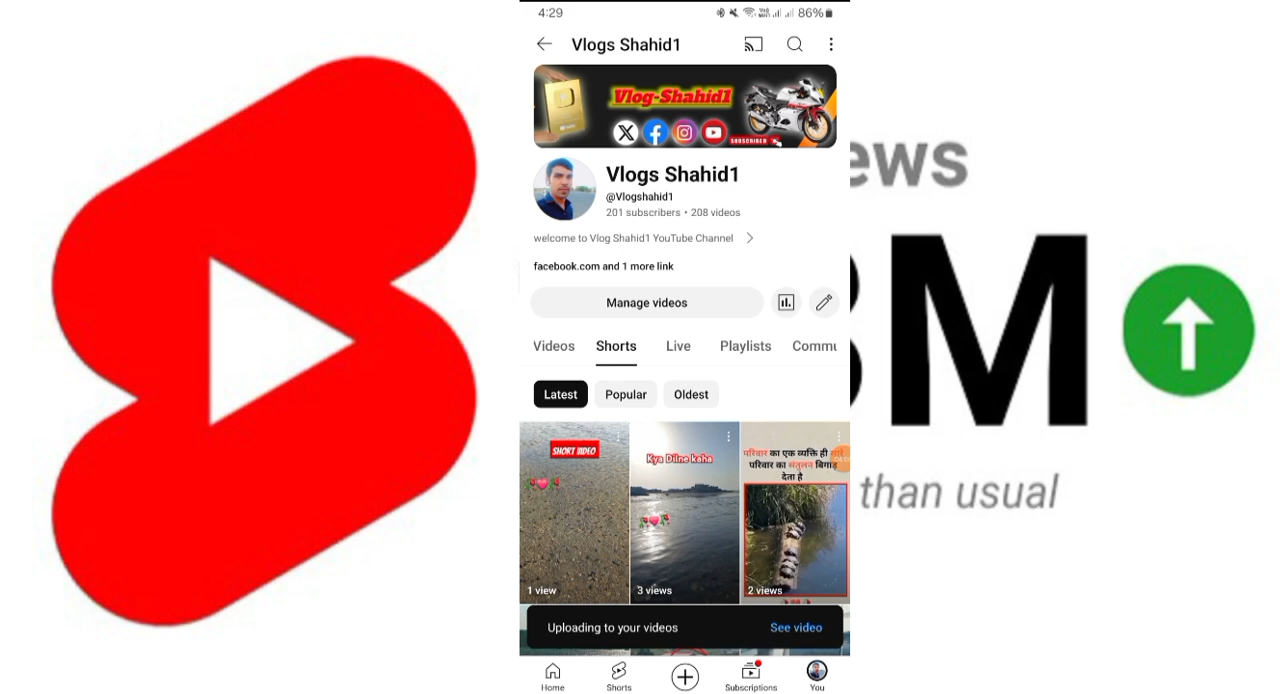 4:29
86%
Vlogs Shahid1
Vlog-Shahid1
SUBSCRIBER
Vlogs Shahid1
@Vlogshahid1
201 subscribers • 208 videos
welcome to Vlog Shahid1 YouTube Channel
facebook.com and 1 more link
Manage videos
Videos Shorts Live Playlists Commu
Latest Popular Oldest
SHORT VIDEO
1 view
Kya Dilne kaha
3 views
परिवार का एक व्यक्ति ही सारे
परिवार का संतुलन बिगाड़
देता है
2 views
Uploading to your videos See video
Home Shorts Subscriptions You
ews
M
than usual